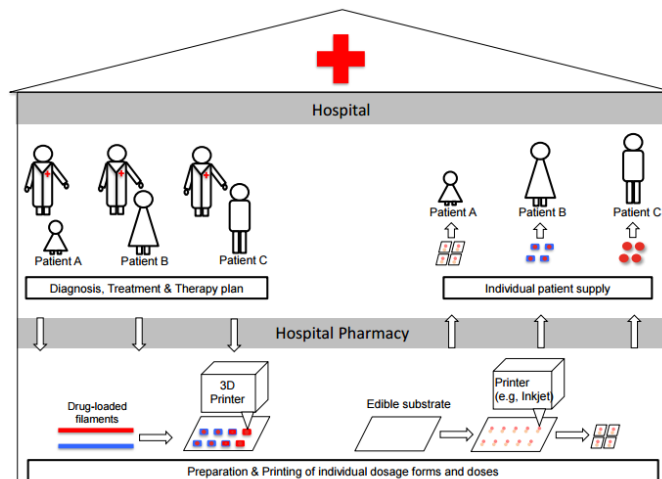 Hospital
Patient A
Patient B
Patient C
Diagnosis, Treatment & Therapy plan
Patient A
Patient B
Patient C
Individual patient supply
Hospital Pharmacy
Drug-loaded
filaments
3D
Printer
Edible substrate
Printer
(e.g, Inkjet)
Preparation & Printing of individual dosage forms and doses